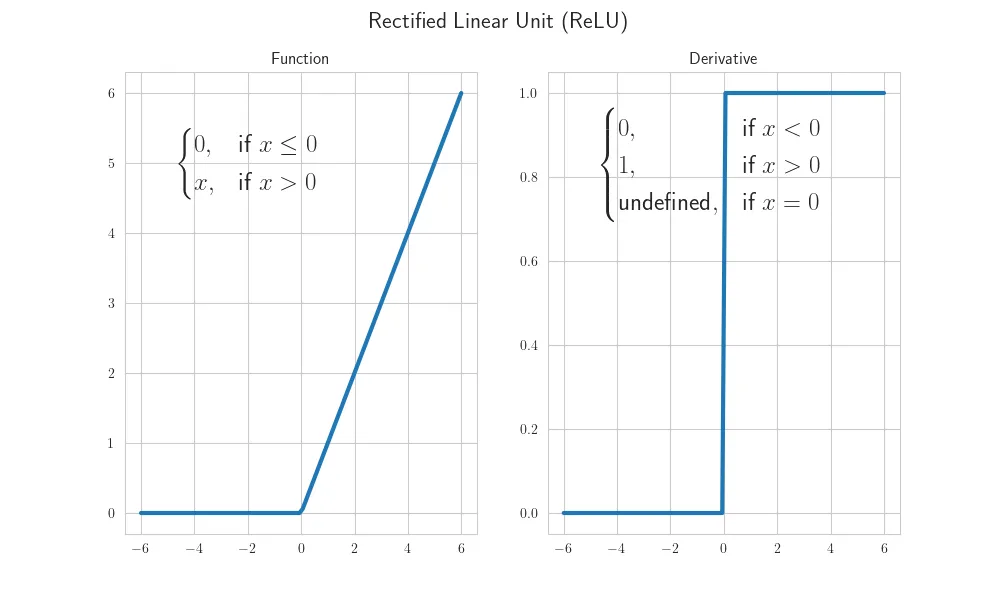 Rectified Linear Unit (ReLU)
Function
6
5
4
3
2
1
0
−6 −4 −2 0 2 4 6
0, if x ≤ 0
x, if x > 0
Derivative
1.0
0.8
0.6
0.4
0.2
0.0
−6 −4 −2 0 2 4 6
0, if x < 0
1, if x > 0
undefined, if x = 0